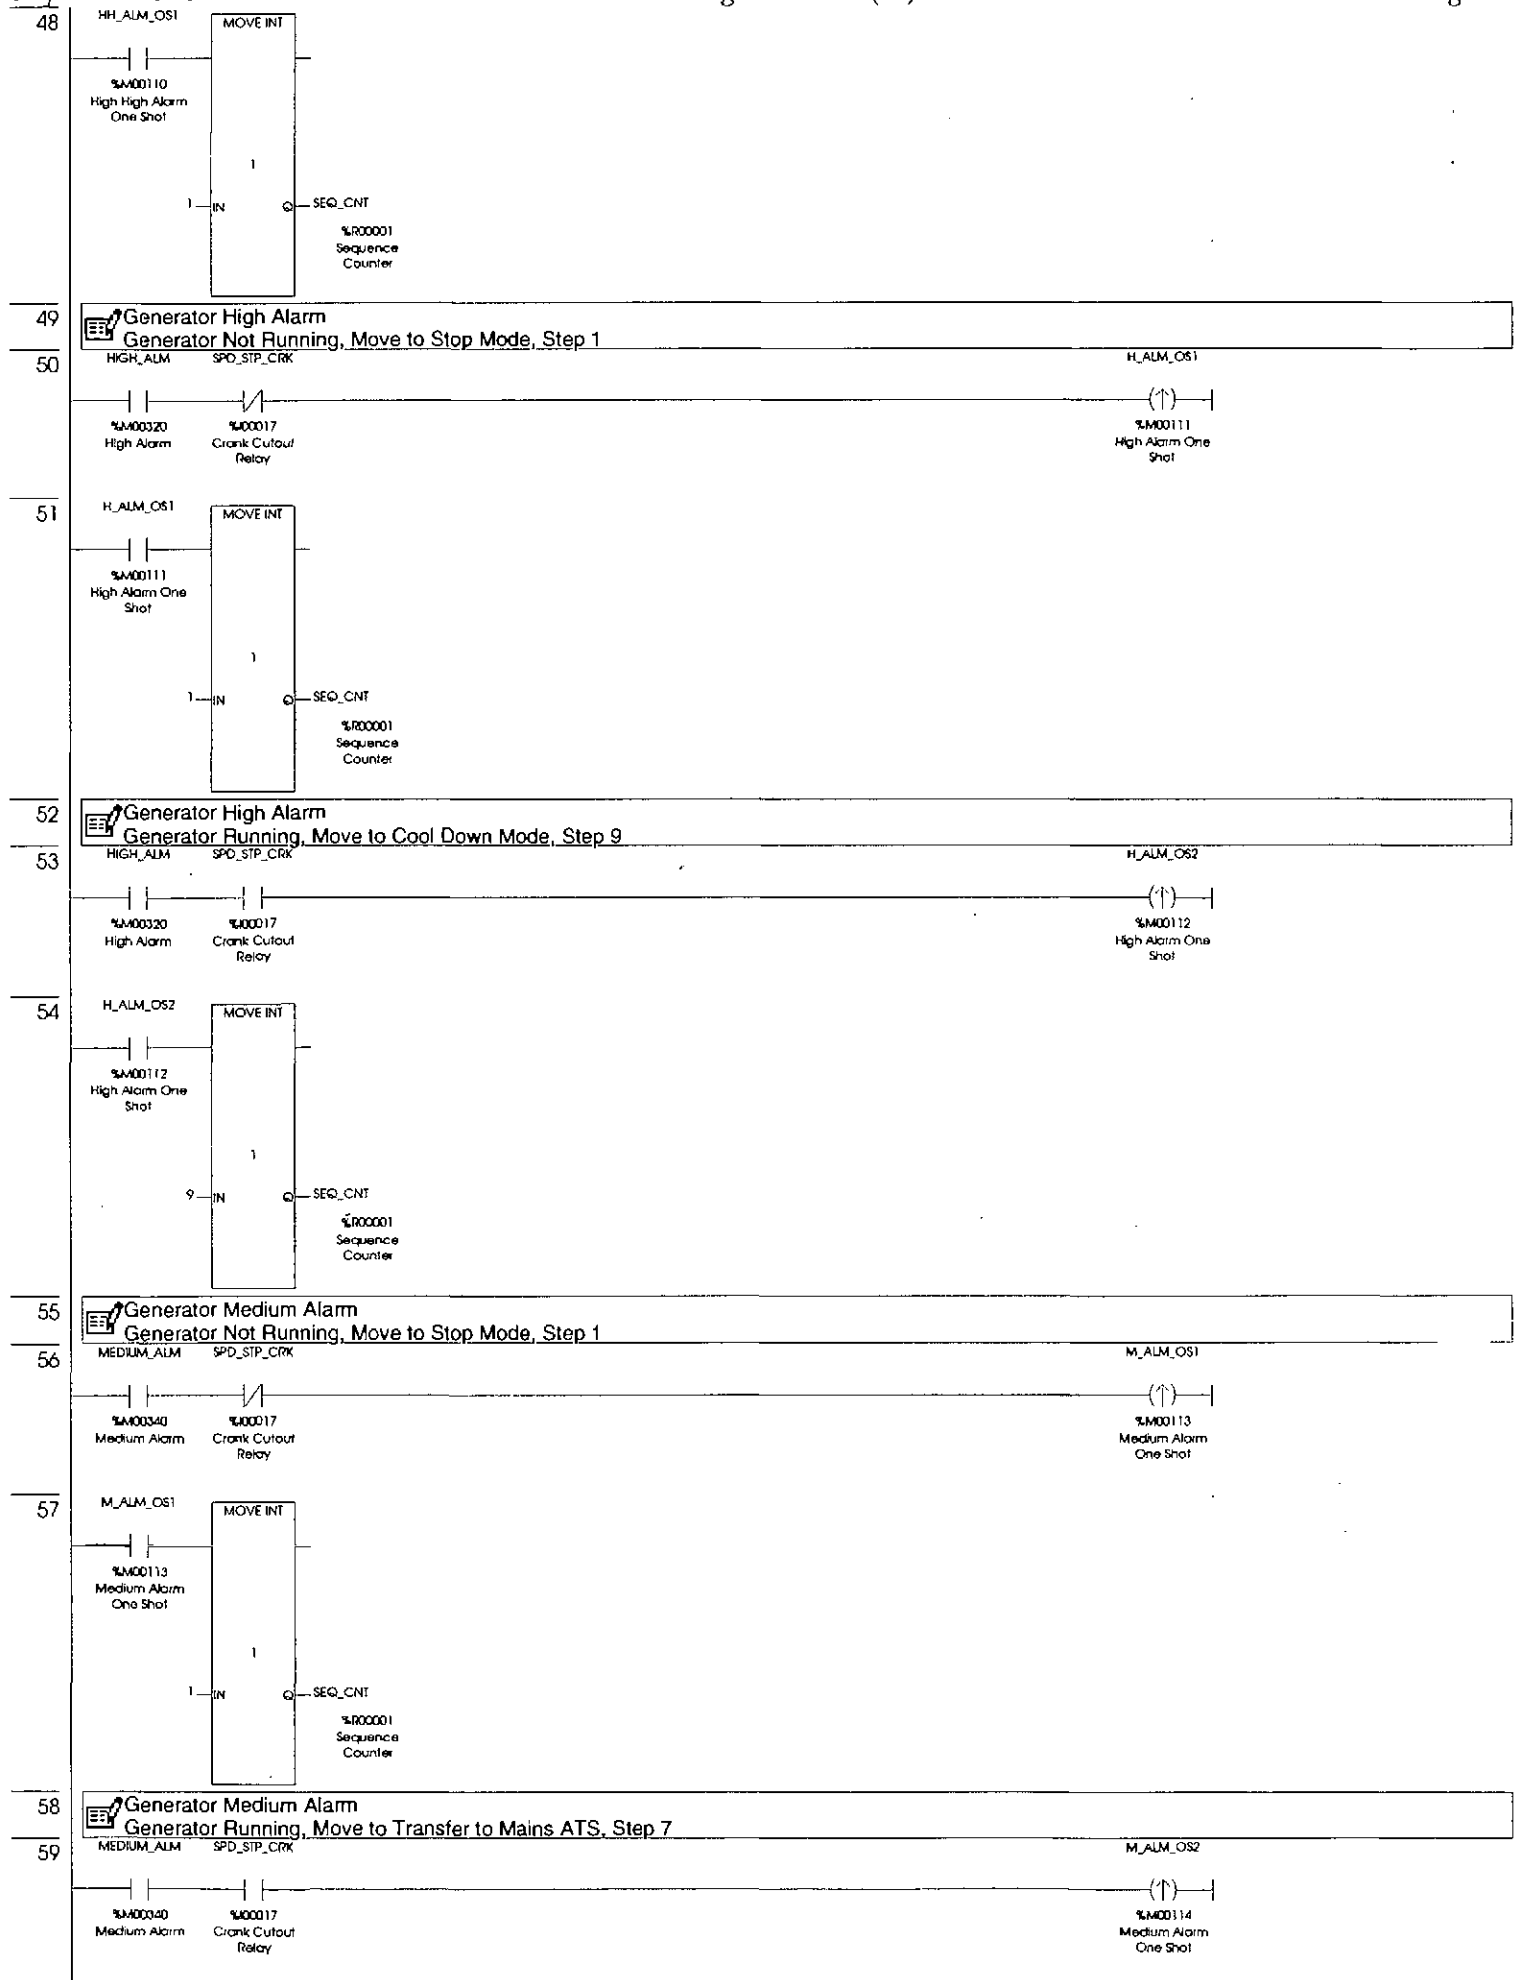 48
HH_ALM_OS1
MOVE INT
%M00110
High High Alarm
One Shot
1
1 IN Q SEQ_CNT
%R00001
Sequence
Counter
49
Generator High Alarm
Generator Not Running, Move to Stop Mode, Step 1
50
HIGH_ALM SPD_STP_CRK H_ALM_OS1
%M00320 %I00017 %M00111
High Alarm Crank Cutout High Alarm One
Relay Shot
51
H_ALM_OS1
MOVE INT
%M00111
High Alarm One
Shot
1
1 IN Q SEQ_CNT
%R00001
Sequence
Counter
52
Generator High Alarm
Generator Running, Move to Cool Down Mode, Step 9
53
HIGH_ALM SPD_STP_CRK H_ALM_OS2
%M00320 %I00017 %M00112
High Alarm Crank Cutout High Alarm One
Relay Shot
54
H_ALM_OS2
MOVE INT
%M00112
High Alarm One
Shot
1
9 IN Q SEQ_CNT
%R00001
Sequence
Counter
55
Generator Medium Alarm
Generator Not Running, Move to Stop Mode, Step 1
56
MEDIUM_ALM SPD_STP_CRK M_ALM_OS1
%M00340 %I00017 %M00113
Medium Alarm Crank Cutout Medium Alarm
Relay One Shot
57
M_ALM_OS1
MOVE INT
%M00113
Medium Alarm
One Shot
1
1 IN Q SEQ_CNT
%R00001
Sequence
Counter
58
Generator Medium Alarm
Generator Running, Move to Transfer to Mains ATS, Step 7
59
MEDIUM_ALM SPD_STP_CRK M_ALM_OS2
%M00340 %I00017 %M00114
Medium Alarm Crank Cutout Medium Alarm
Relay One Shot